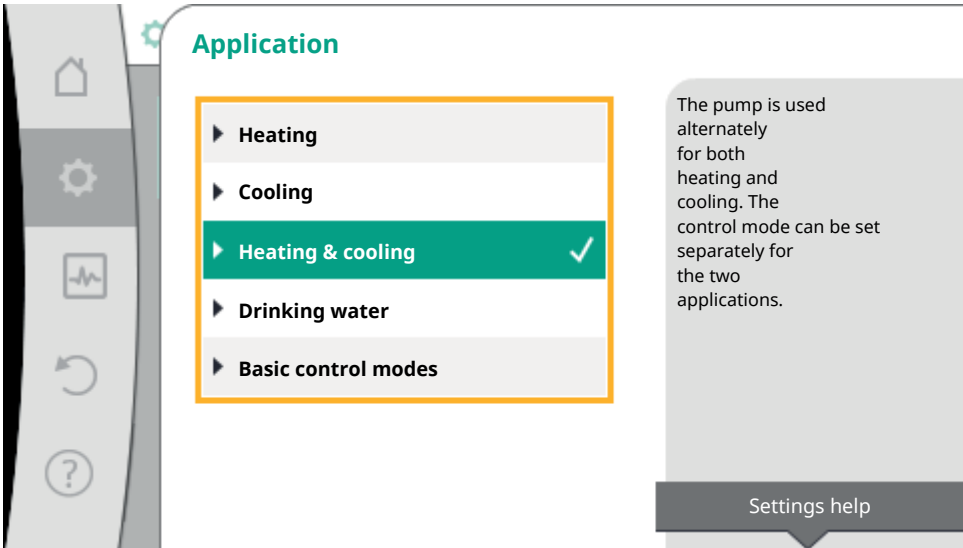 Application
Heating
Cooling
Heating & cooling
Drinking water
Basic control modes
The pump is used
alternately
for both
heating and
cooling. The
control mode can be set
separately for
the two
applications.
Settings help
?